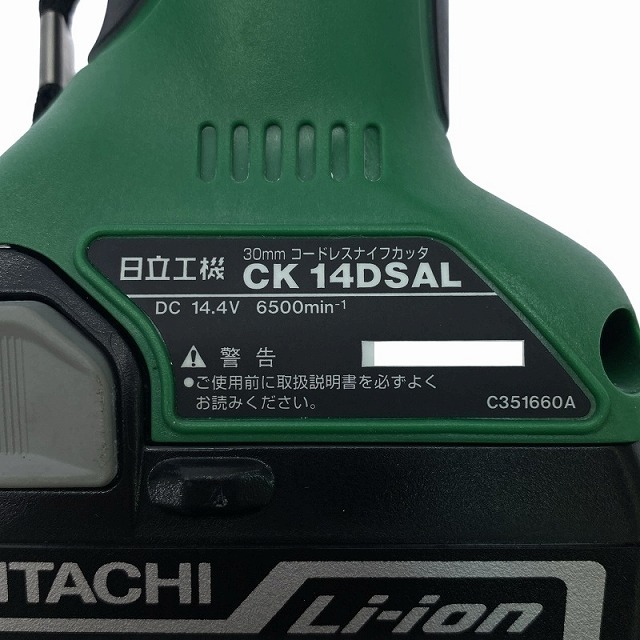 30mm コードレスナイフカッタ
日立工機 CK 14DSAL
DC 14.4V 6500min⁻¹
警告
●ご使用前に取扱説明書を必ずよく
お読みください。
C351660A
ITACHI Li-ion